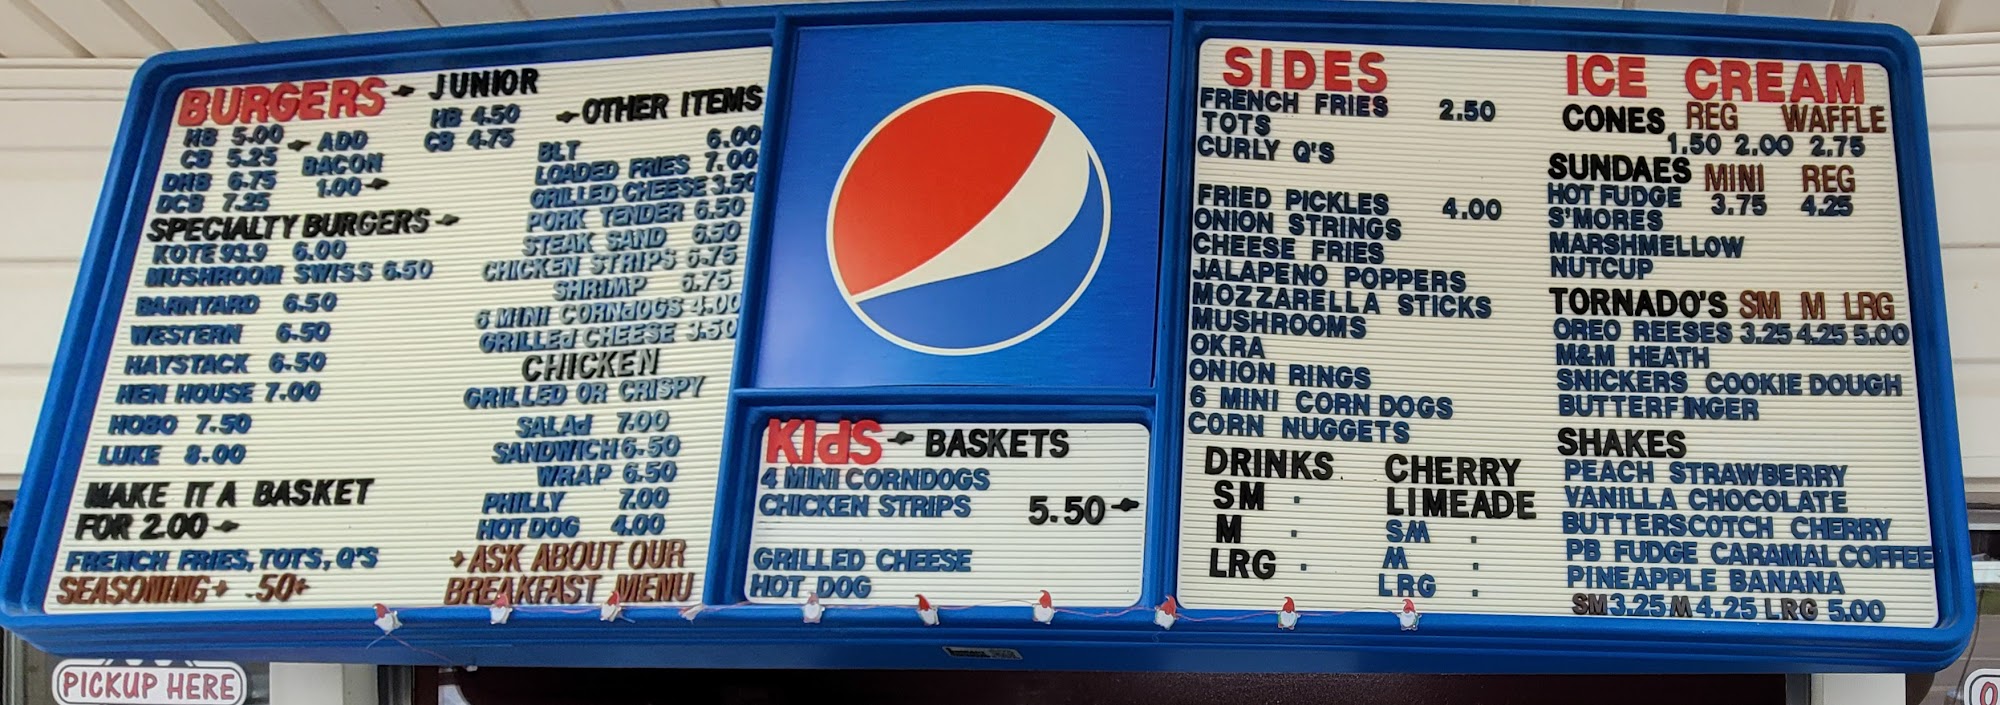 BURGERS
JUNIOR
HB 5.00
CB 5.25
DHB 6.75
DCB 7.25
ADD
BACON
1.00
HB 4.50
CB 4.75
SPECIALTY BURGERS
KOTE 93.9 6.00
MUSHROOM SWISS 6.50
BARNYARD 6.50
WESTERN 6.50
HAYSTACK 6.50
HEN HOUSE 7.00
HOBO 7.50
LUKE 8.00
MAKE IT A BASKET
FOR 2.00
FRENCH FRIES, TOTS, Q'S
SEASONING .50
OTHER ITEMS
BLT 6.00
LOADED FRIES 7.00
GRILLED CHEESE 3.50
PORK TENDER 6.50
STEAK SAND 6.50
CHICKEN STRIPS 6.75
SHRIMP 6.75
6 MINI CORNdOGS 4.00
GRILLEd CHEESE 3.50
CHICKEN
GRILLED OR CRISPY
SALAd 7.00
SANDWICH 6.50
WRAP 6.50
PHILLY 7.00
HOT DOG 4.00
ASK ABOUT OUR
BREAKFAST MENU
KIdS BASKETS
4 MINI CORNDOGS
CHICKEN STRIPS 5.50
GRILLED CHEESE
HOT DOG
SIDES
FRENCH FRIES 2.50
TOTS
CURLY Q'S
FRIED PICKLES 4.00
ONION STRINGS
CHEESE FRIES
JALAPENO POPPERS
MOZZARELLA STICKS
MUSHROOMS
OKRA
ONION RINGS
6 MINI CORN DOGS
CORN NUGGETS
DRINKS
SM .
M .
LRG .
CHERRY
LIMEADE
SM .
M .
LRG .
ICE CREAM
CONES REG WAFFLE
1.50 2.00 2.75
SUNDAES MINI REG
HOT FUDGE 3.75 4.25
S'MORES
MARSHMELLOW
NUTCUP
TORNADO'S SM M LRG
OREO REESES 3.25 4.25 5.00
M&M HEATH
SNICKERS COOKIE DOUGH
BUTTERFINGER
SHAKES
PEACH STRAWBERRY
VANILLA CHOCOLATE
BUTTERSCOTCH CHERRY
PB FUDGE CARAMAL COFFEE
PINEAPPLE BANANA
SM 3.25 M 4.25 LRG 5.00
PICKUP HERE